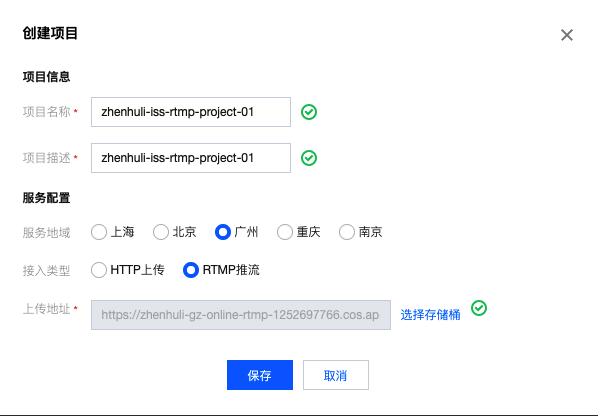 创建项目
项目信息
项目名称 * zhenhuli-iss-rtmp-project-01
项目描述 * zhenhuli-iss-rtmp-project-01
服务配置
服务地域 上海 北京 广州 重庆 南京
接入类型 HTTP上传 RTMP推流
上传地址 * https://zhenhuli-gz-online-rtmp-1252697766.cos.ap 选择存储桶
保存 取消